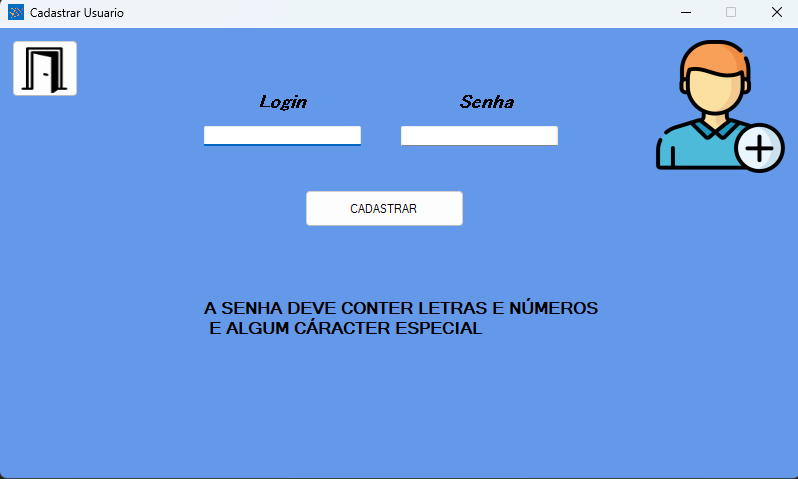 Cadastrar Usuario
Login
Senha
CADASTRAR
A SENHA DEVE CONTER LETRAS E NÚMEROS
E ALGUM CÁRACTER ESPECIAL